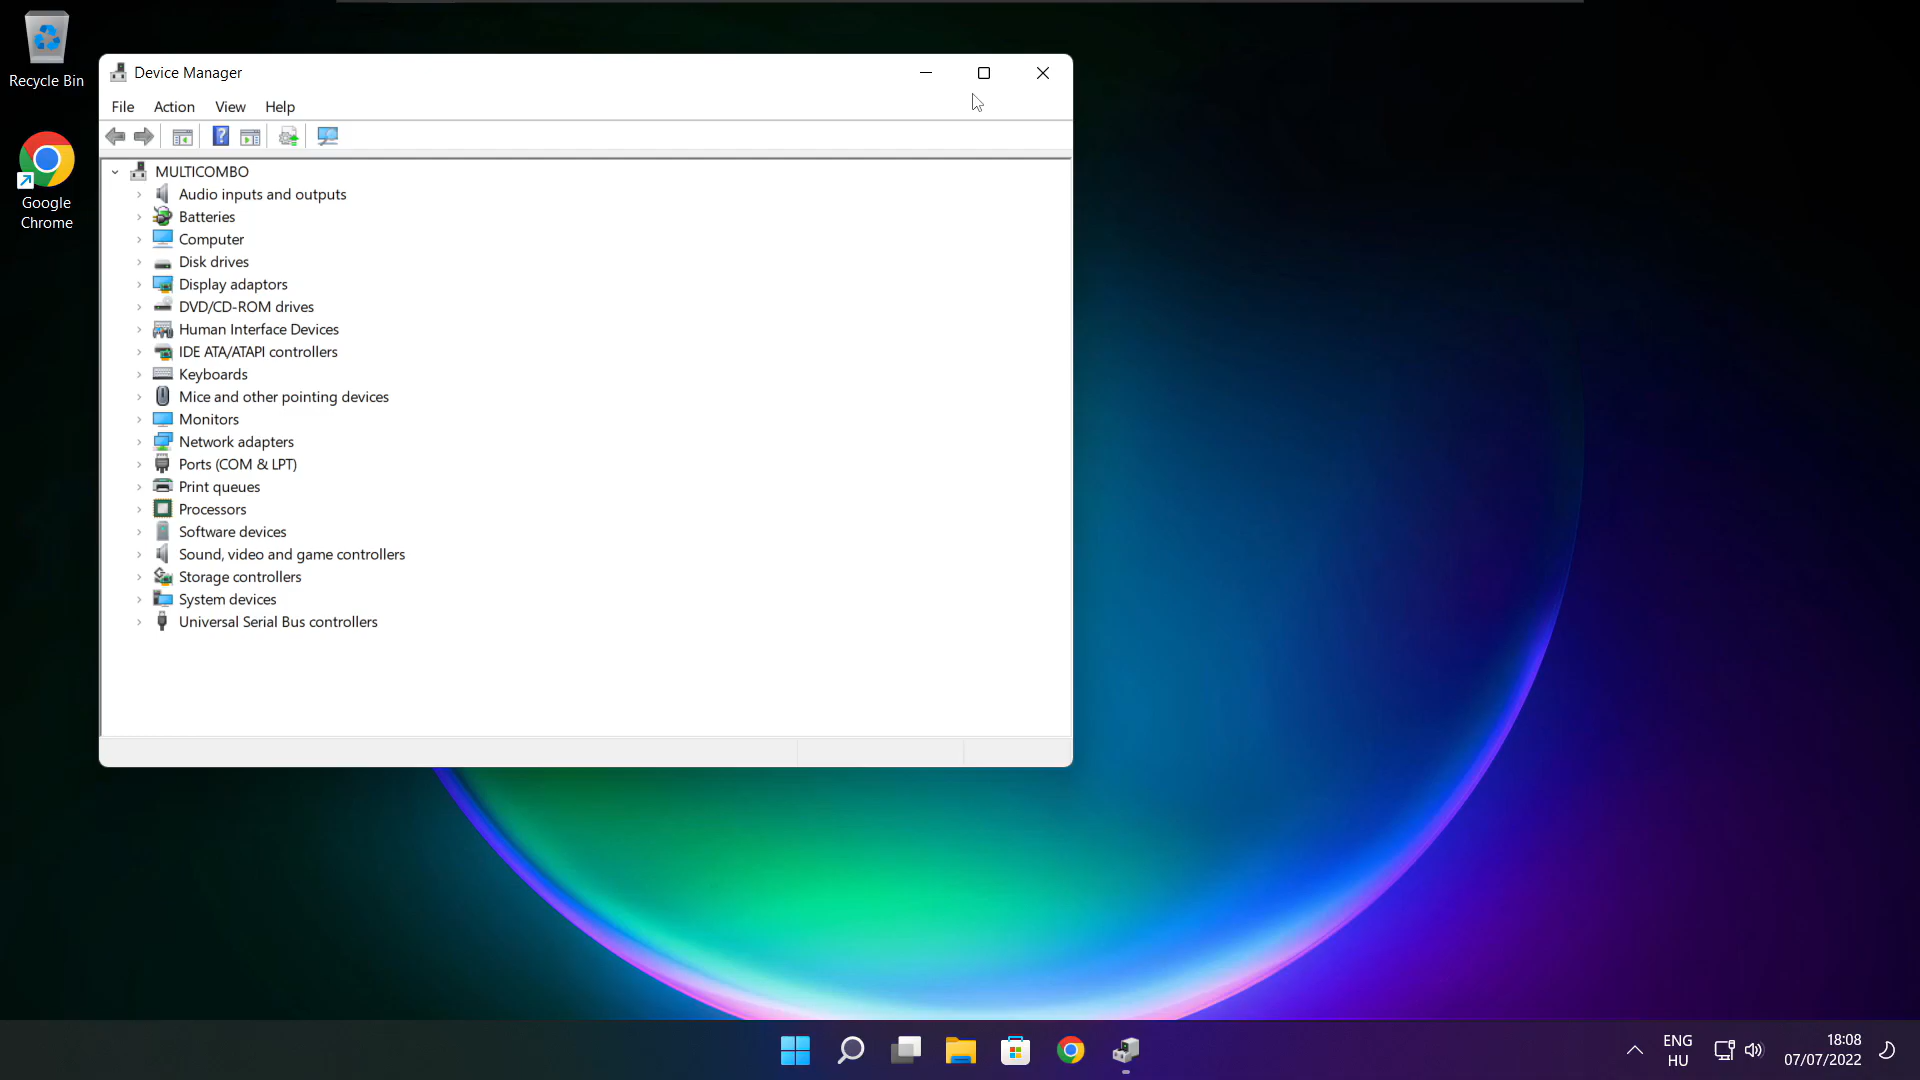 Recycle Bin
Google
Chrome
Device Manager
File Action View Help
MULTICOMBO
Audio inputs and outputs
Batteries
Computer
Disk drives
Display adaptors
DVD/CD-ROM drives
Human Interface Devices
IDE ATA/ATAPI controllers
Keyboards
Mice and other pointing devices
Monitors
Network adapters
Ports (COM & LPT)
Print queues
Processors
Software devices
Sound, video and game controllers
Storage controllers
System devices
Universal Serial Bus controllers
ENG
HU
18:08
07/07/2022